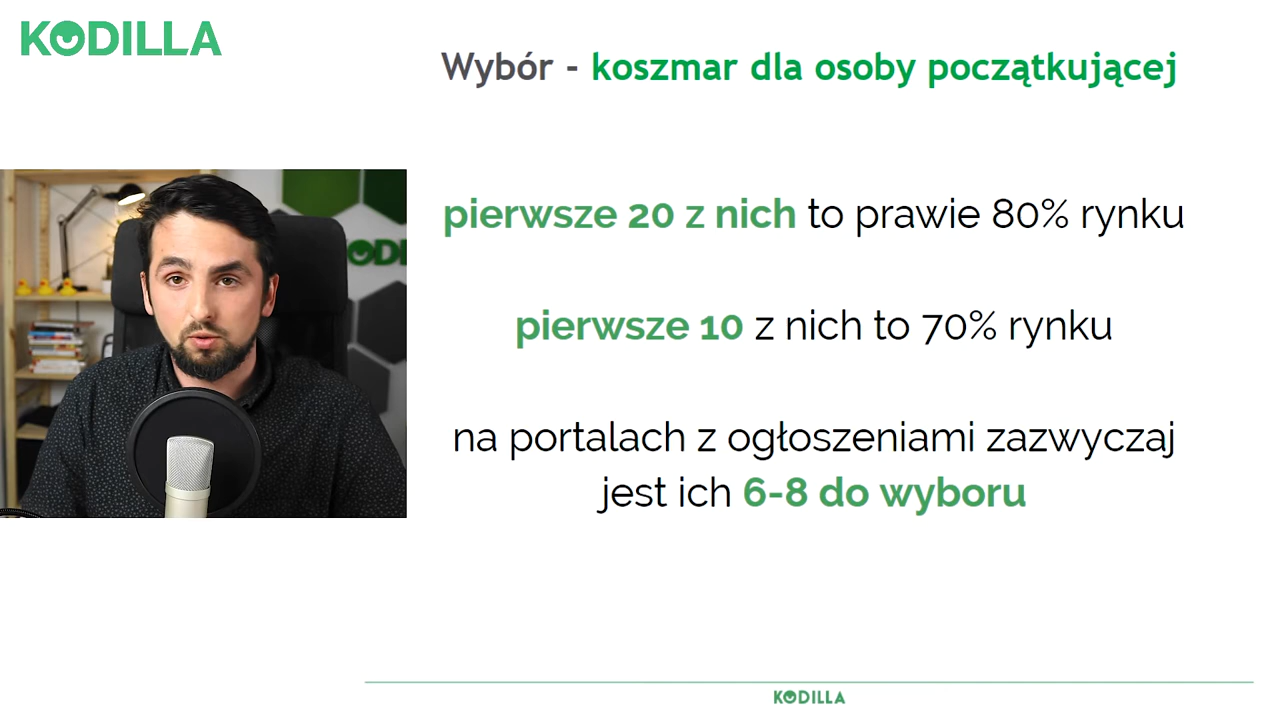 KODILLA
Wybór - koszmar dla osoby początkującej
pierwsze 20 z nich to prawie 80% rynku
pierwsze 10 z nich to 70% rynku
na portalach z ogłoszeniami zazwyczaj
jest ich 6-8 do wyboru
KODILLA